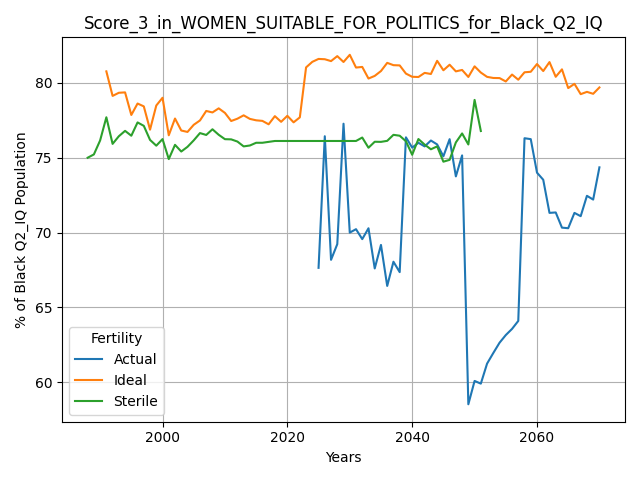 Score_3_in_WOMEN_SUITABLE_FOR_POLITICS_for_Black_Q2_IQ
% of Black Q2_IQ Population
80
75
70
65
60
Fertility
Actual
Ideal
Sterile
2000
2020
2040
2060
Years